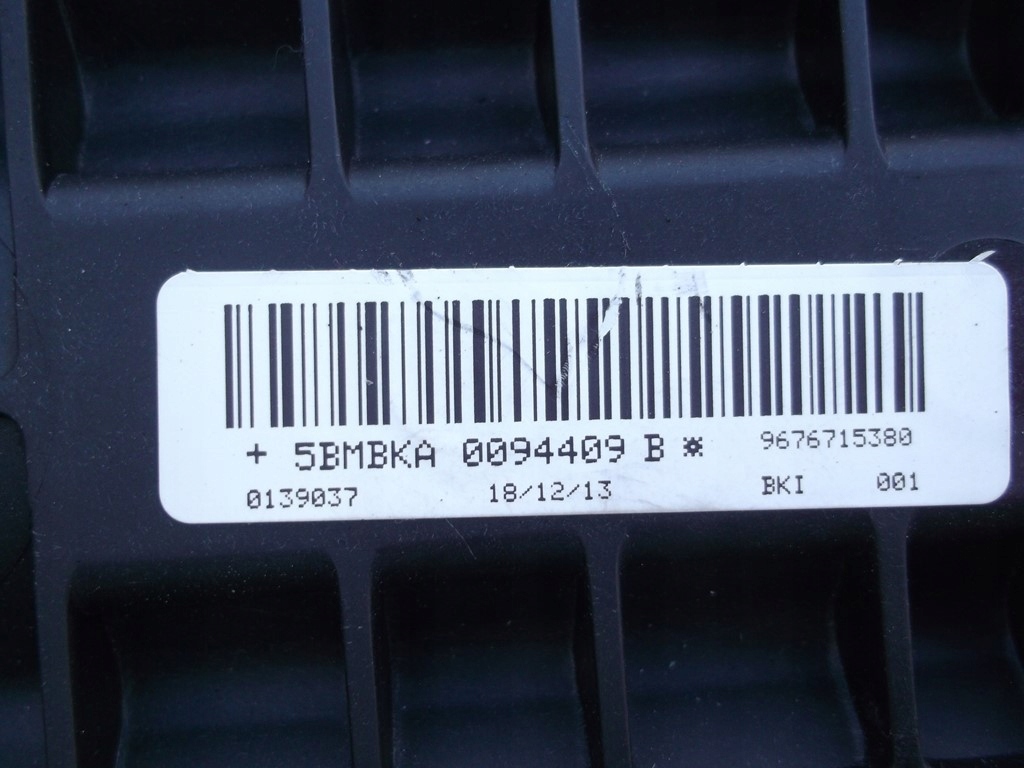 + 5BMBKA 0094409 B * 9676715380
0139037 18/12/13 BKI 001